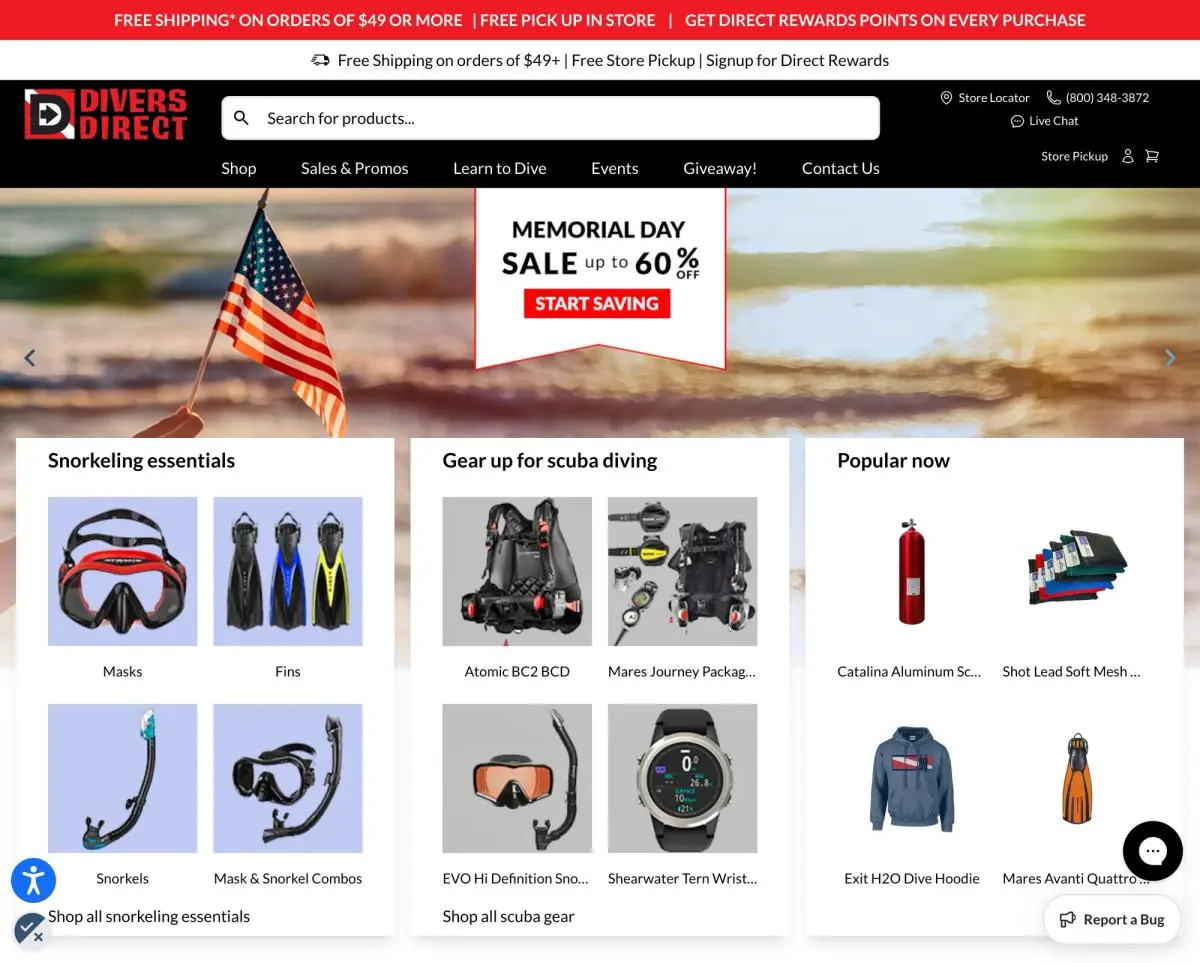 FREE SHIPPING* ON ORDERS OF $49 OR MORE | FREE PICK UP IN STORE | GET DIRECT REWARDS POINTS ON EVERY PURCHASE
Free Shipping on orders of $49+ | Free Store Pickup | Signup for Direct Rewards
DIVERS
DIRECT
Search for products...
Store Locator (800) 348-3872
Live Chat
Store Pickup
Shop Sales & Promos Learn to Dive Events Giveaway! Contact Us
MEMORIAL DAY
SALE up to 60% OFF
START SAVING
Snorkeling essentials
Masks Fins
Snorkels Mask & Snorkel Combos
Shop all snorkeling essentials
Gear up for scuba diving
Atomic BC2 BCD Mares Journey Packag...
0.0
26.8
10
21
EVO Hi Definition Sno... Shearwater Tern Wrist...
Shop all scuba gear
Popular now
Catalina Aluminum Sc... Shot Lead Soft Mesh ...
Exit H2O Dive Hoodie Mares Avanti Quattro ...
Report a Bug